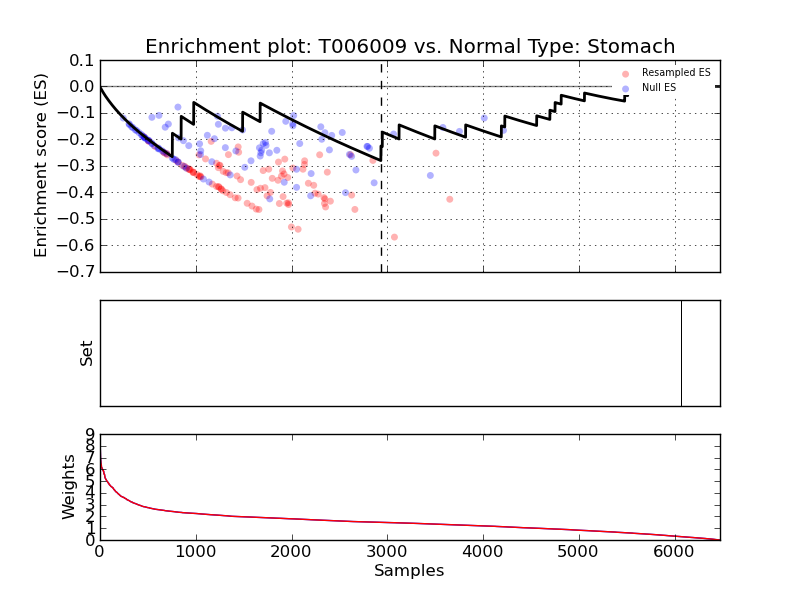 Enrichment plot: T006009 vs. Normal Type: Stomach
Enrichment score (ES)
0.1
0.0
−0.1
−0.2
−0.3
−0.4
−0.5
−0.6
−0.7
Resampled ES
Null ES
Set
Weights
9
8
7
6
5
4
3
2
1
0
0 1000 2000 3000 4000 5000 6000
Samples